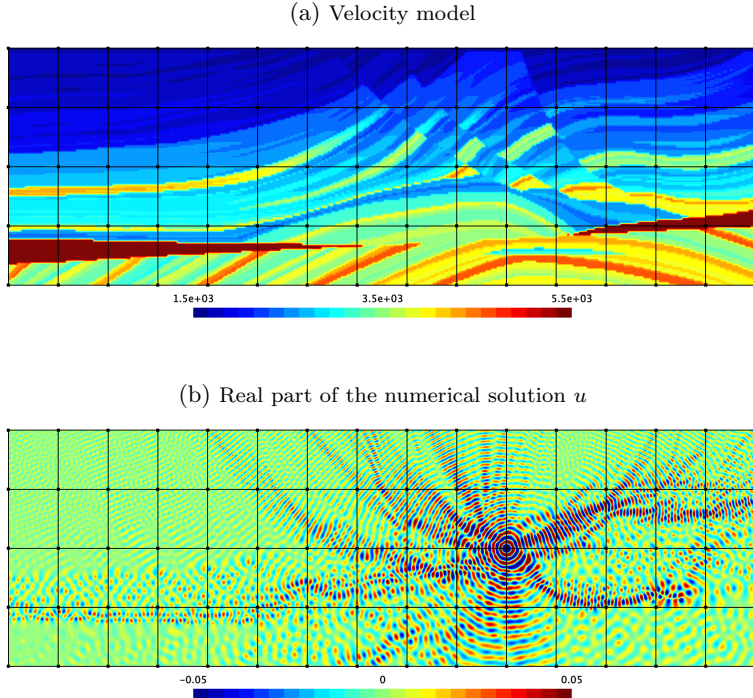 (a) Velocity model
1.5e+03 3.5e+03 5.5e+03
(b) Real part of the numerical solution u
−0.05 0 0.05